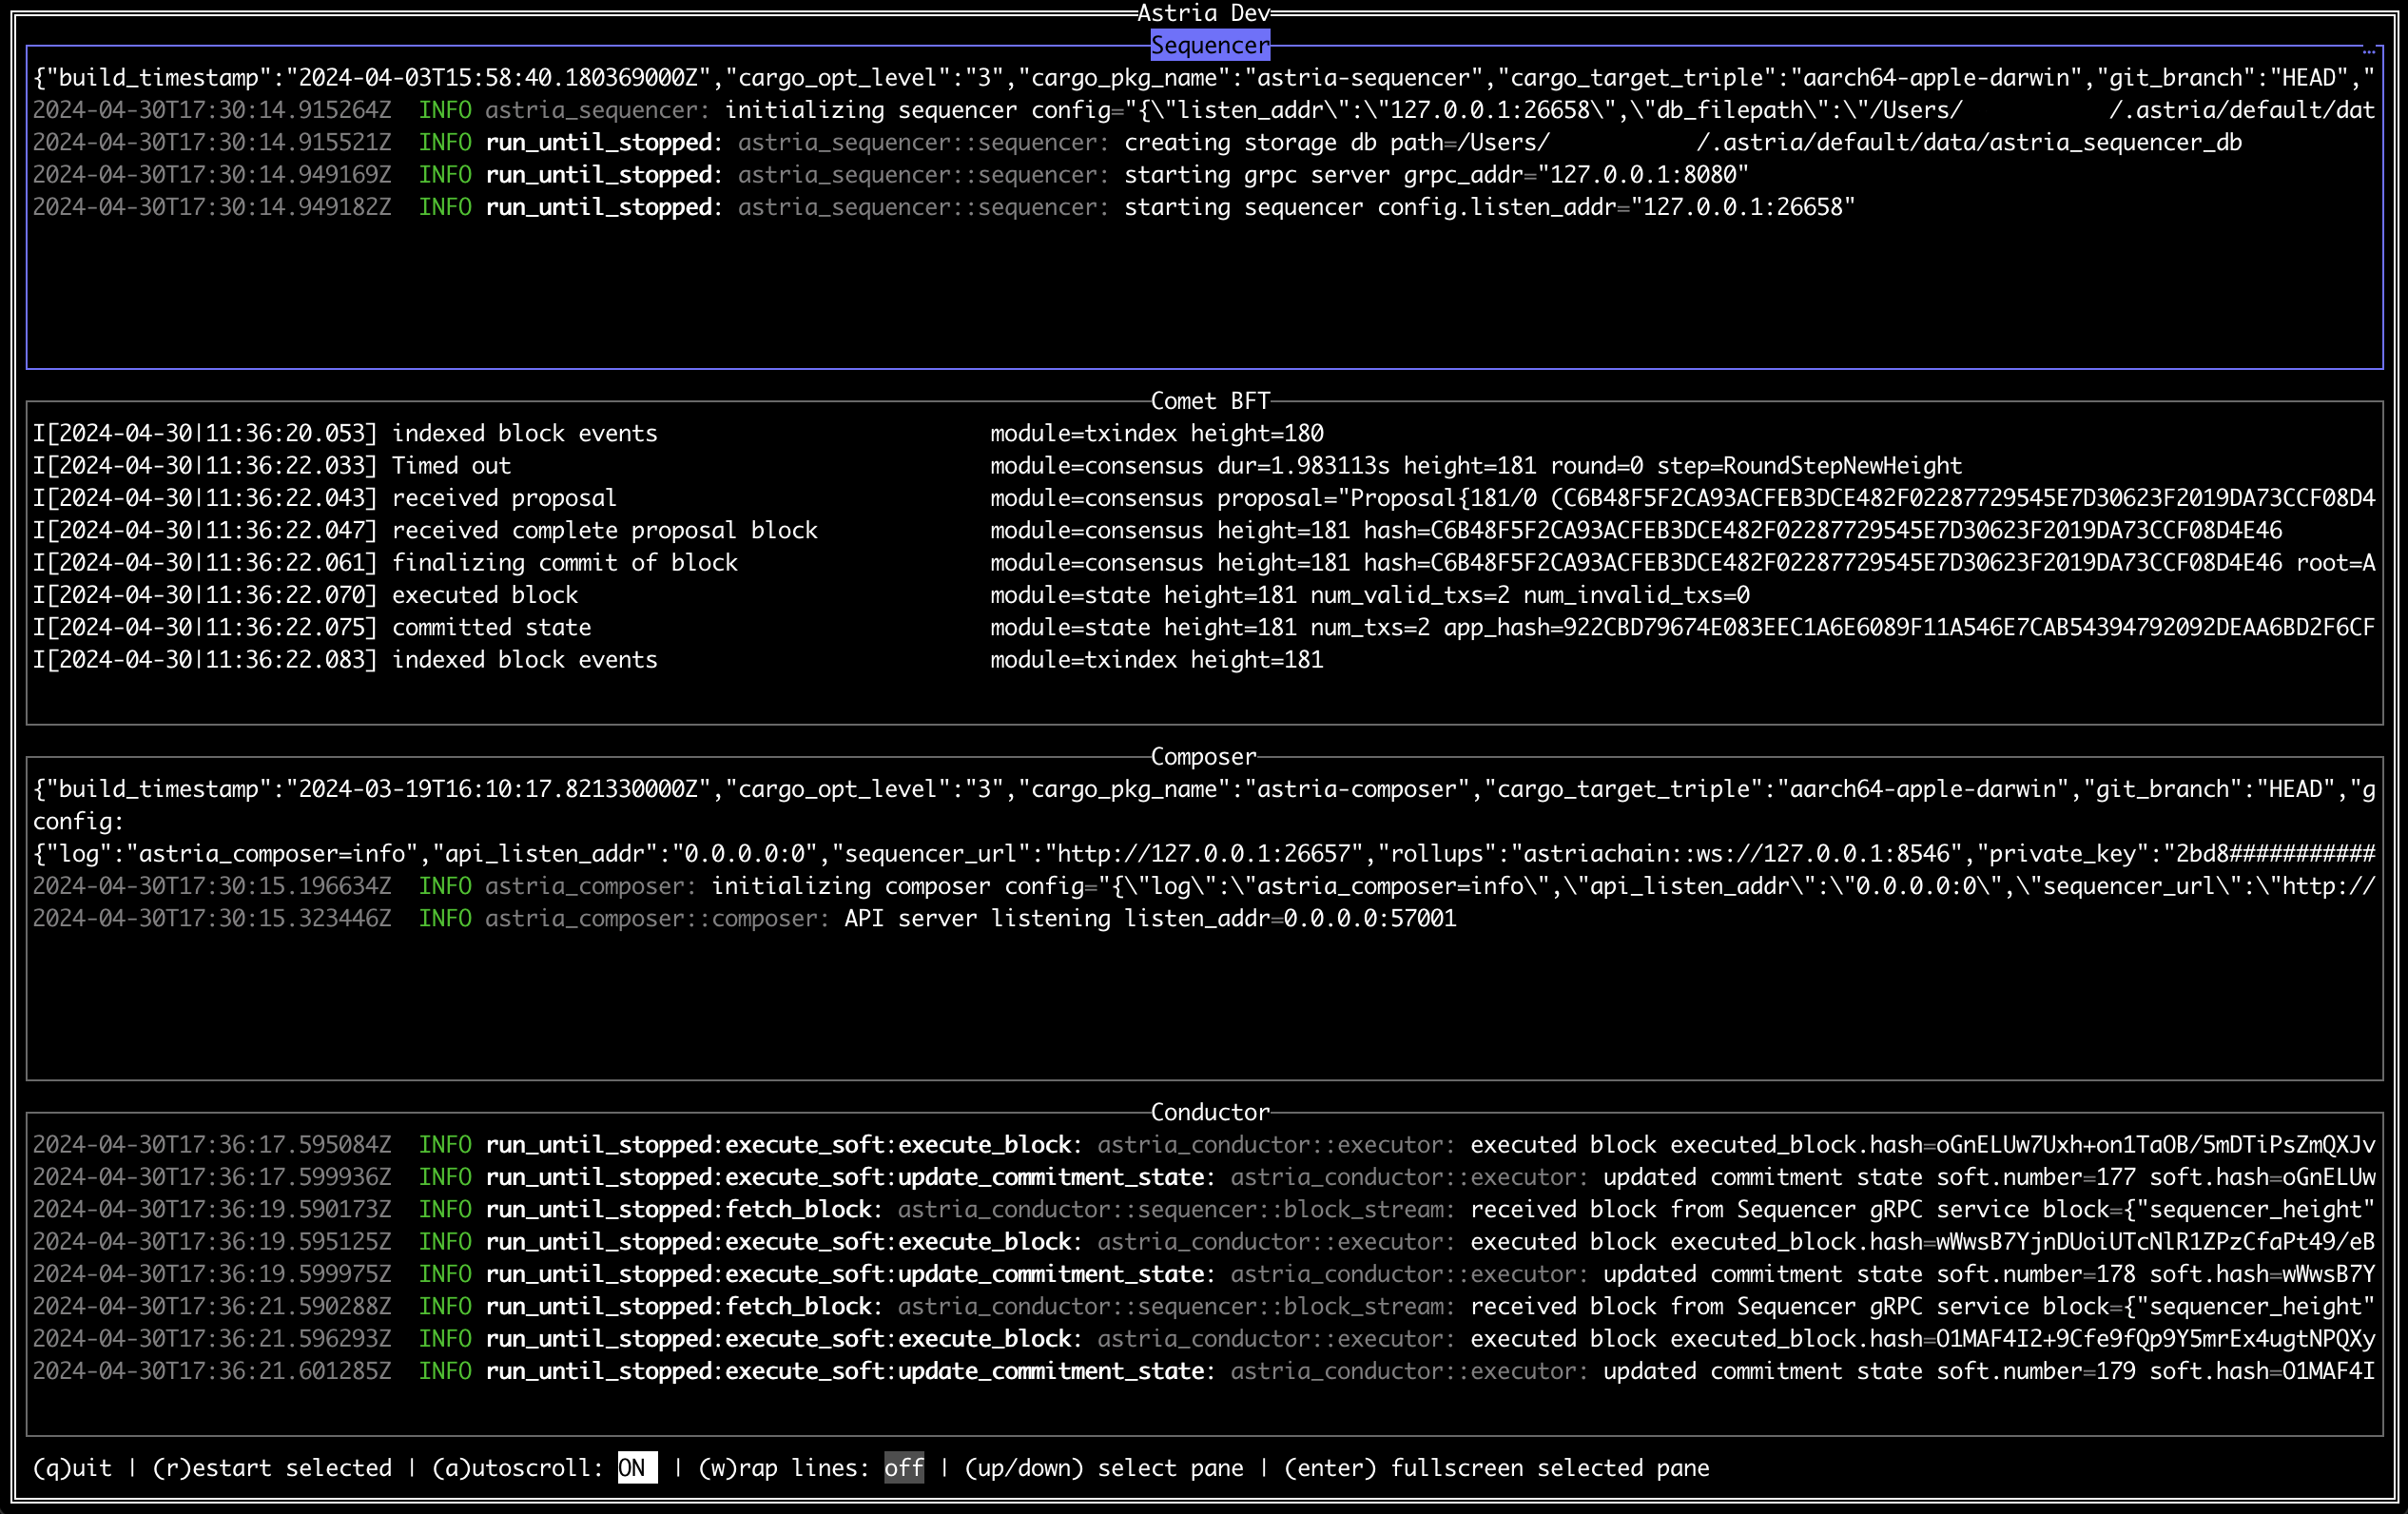 Astria Dev
Sequencer …
{"build_timestamp":"2024-04-03T15:58:40.180369000Z","cargo_opt_level":"3","cargo_pkg_name":"astria-sequencer","cargo_target_triple":"aarch64-apple-darwin","git_branch":"HEAD","
2024-04-30T17:30:14.915264Z  INFO astria_sequencer: initializing sequencer config="{\"listen_addr\":\"127.0.0.1:26658\",\"db_filepath\":\"/Users/           /.astria/default/dat
2024-04-30T17:30:14.915521Z  INFO run_until_stopped: astria_sequencer::sequencer: creating storage db path=/Users/           /.astria/default/data/astria_sequencer_db
2024-04-30T17:30:14.949169Z  INFO run_until_stopped: astria_sequencer::sequencer: starting grpc server grpc_addr="127.0.0.1:8080"
2024-04-30T17:30:14.949182Z  INFO run_until_stopped: astria_sequencer::sequencer: starting sequencer config.listen_addr="127.0.0.1:26658"
Comet BFT
I[2024-04-30|11:36:20.053] indexed block events                         module=txindex height=180
I[2024-04-30|11:36:22.033] Timed out                                    module=consensus dur=1.983113s height=181 round=0 step=RoundStepNewHeight
I[2024-04-30|11:36:22.043] received proposal                            module=consensus proposal="Proposal{181/0 (C6B48F5F2CA93ACFEB3DCE482F02287729545E7D30623F2019DA73CCF08D4
I[2024-04-30|11:36:22.047] received complete proposal block             module=consensus height=181 hash=C6B48F5F2CA93ACFEB3DCE482F02287729545E7D30623F2019DA73CCF08D4E46
I[2024-04-30|11:36:22.061] finalizing commit of block                   module=consensus height=181 hash=C6B48F5F2CA93ACFEB3DCE482F02287729545E7D30623F2019DA73CCF08D4E46 root=A
I[2024-04-30|11:36:22.070] executed block                               module=state height=181 num_valid_txs=2 num_invalid_txs=0
I[2024-04-30|11:36:22.075] committed state                              module=state height=181 num_txs=2 app_hash=922CBD79674E083EEC1A6E6089F11A546E7CAB54394792092DEAA6BD2F6CF
I[2024-04-30|11:36:22.083] indexed block events                         module=txindex height=181
Composer
{"build_timestamp":"2024-03-19T16:10:17.821330000Z","cargo_opt_level":"3","cargo_pkg_name":"astria-composer","cargo_target_triple":"aarch64-apple-darwin","git_branch":"HEAD","g
config:
{"log":"astria_composer=info","api_listen_addr":"0.0.0.0:0","sequencer_url":"http://127.0.0.1:26657","rollups":"astriachain::ws://127.0.0.1:8546","private_key":"2bd8###########
2024-04-30T17:30:15.196634Z  INFO astria_composer: initializing composer config="{\"log\":\"astria_composer=info\",\"api_listen_addr\":\"0.0.0.0:0\",\"sequencer_url\":\"http://
2024-04-30T17:30:15.323446Z  INFO astria_composer::composer: API server listening listen_addr=0.0.0.0:57001
Conductor
2024-04-30T17:36:17.595084Z  INFO run_until_stopped:execute_soft:execute_block: astria_conductor::executor: executed block executed_block.hash=oGnELUw7Uxh+on1TaOB/5mDTiPsZmQXJv
2024-04-30T17:36:17.599936Z  INFO run_until_stopped:execute_soft:update_commitment_state: astria_conductor::executor: updated commitment state soft.number=177 soft.hash=oGnELUw
2024-04-30T17:36:19.590173Z  INFO run_until_stopped:fetch_block: astria_conductor::sequencer::block_stream: received block from Sequencer gRPC service block={"sequencer_height"
2024-04-30T17:36:19.595125Z  INFO run_until_stopped:execute_soft:execute_block: astria_conductor::executor: executed block executed_block.hash=wWwsB7YjnDUoiUTcNlR1ZPzCfaPt49/eB
2024-04-30T17:36:19.599975Z  INFO run_until_stopped:execute_soft:update_commitment_state: astria_conductor::executor: updated commitment state soft.number=178 soft.hash=wWwsB7Y
2024-04-30T17:36:21.590288Z  INFO run_until_stopped:fetch_block: astria_conductor::sequencer::block_stream: received block from Sequencer gRPC service block={"sequencer_height"
2024-04-30T17:36:21.596293Z  INFO run_until_stopped:execute_soft:execute_block: astria_conductor::executor: executed block executed_block.hash=O1MAF4I2+9Cfe9fQp9Y5mrEx4ugtNPQXy
2024-04-30T17:36:21.601285Z  INFO run_until_stopped:execute_soft:update_commitment_state: astria_conductor::executor: updated commitment state soft.number=179 soft.hash=O1MAF4I
(q)uit | (r)estart selected | (a)utoscroll: ON | (w)rap lines: off | (up/down) select pane | (enter) fullscreen selected pane